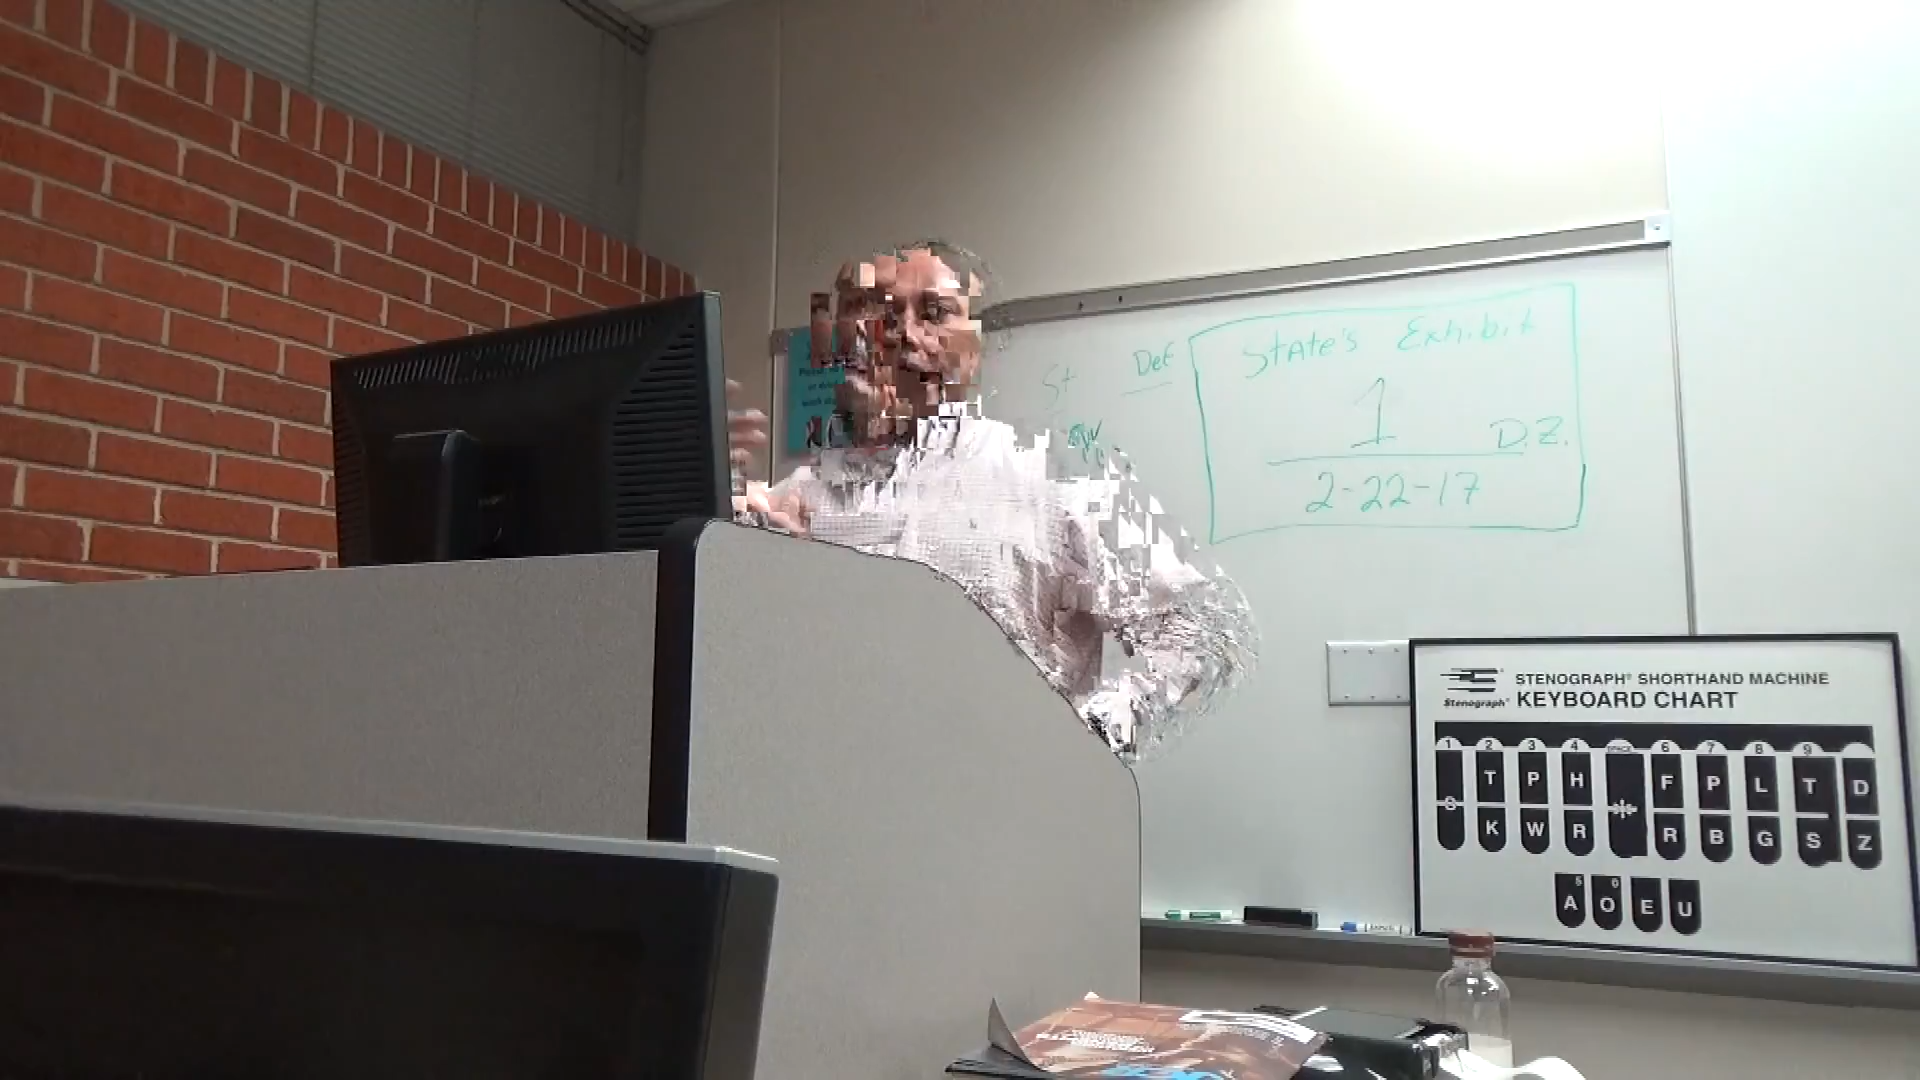 St
Def
State's Exhibit
1
D.Z.
2-22-17
STENOGRAPH® SHORTHAND MACHINE
Stenograph® KEYBOARD CHART
1 2 3 4 SPACE 6 7 8 9
T P H F P L T D
S *
K W R R B G S Z
5 0
A O E U